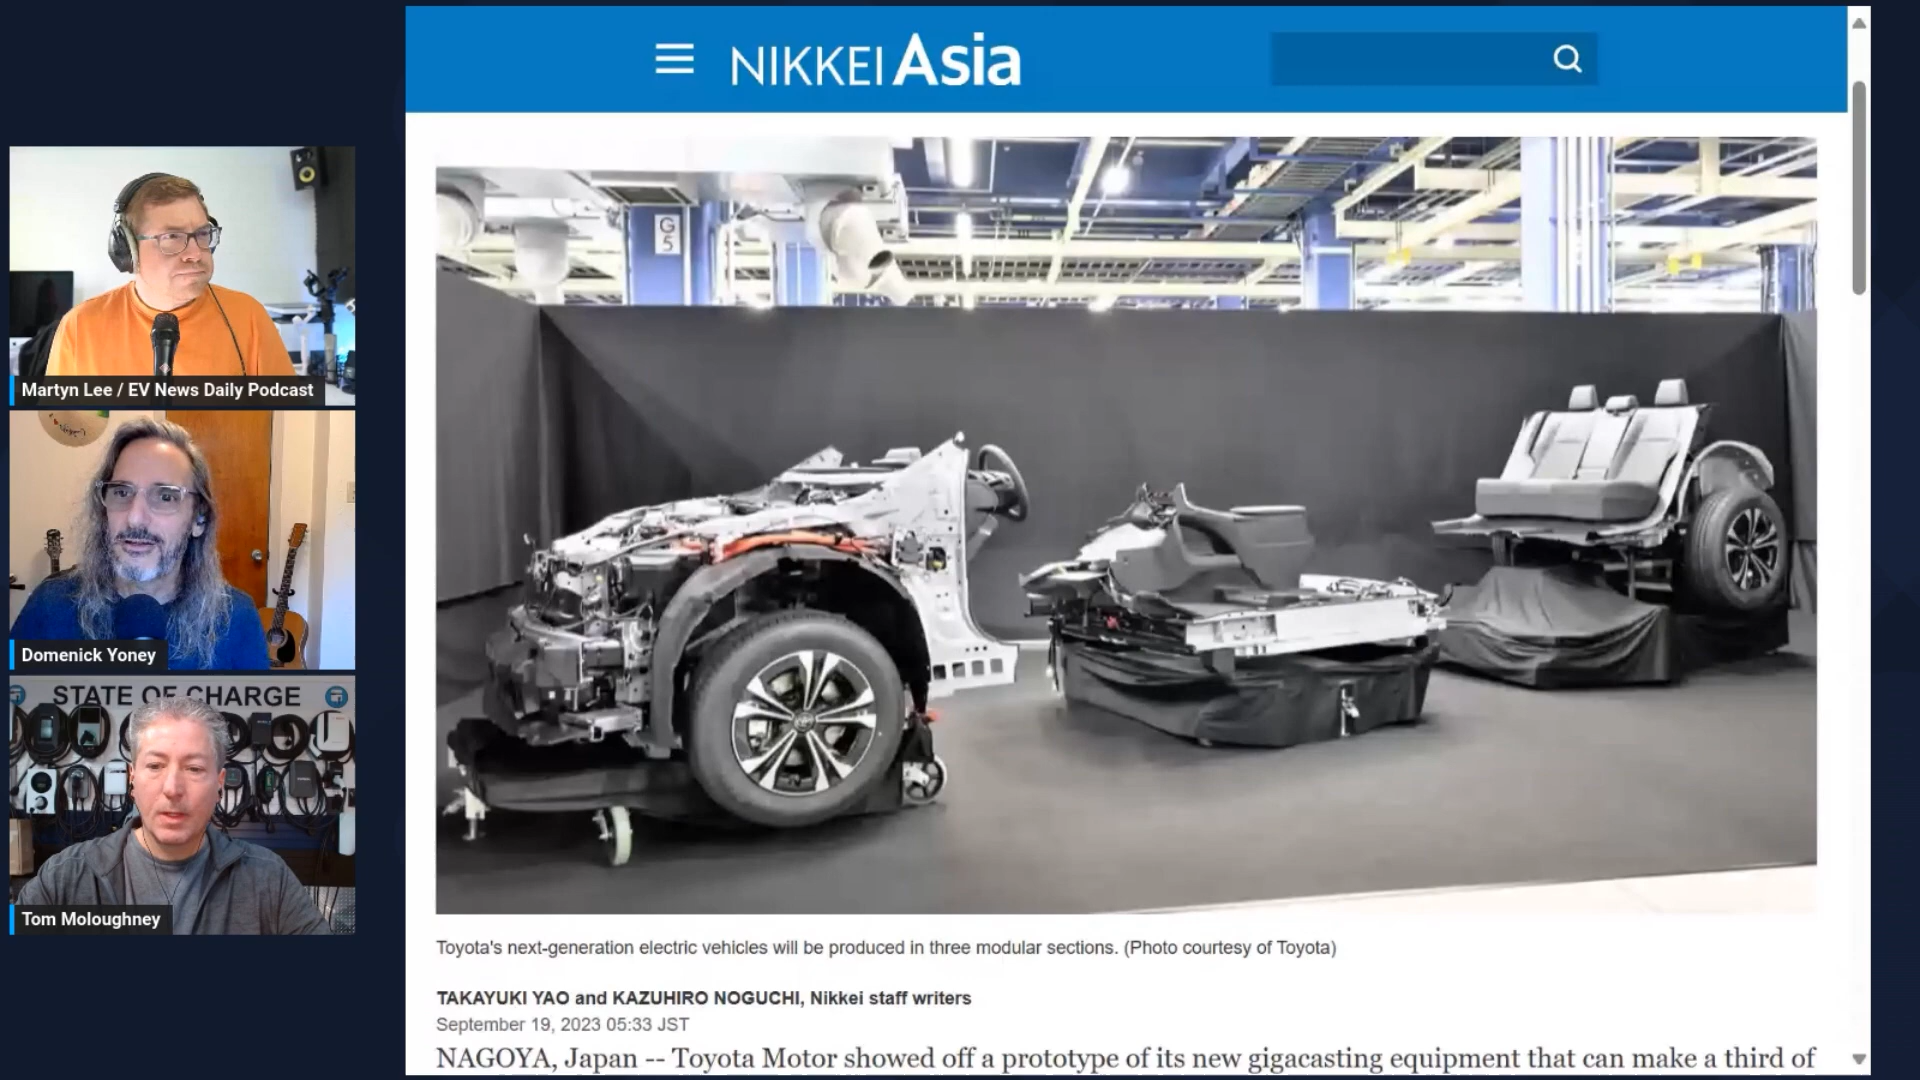 NIKKEI Asia
G
5
Martyn Lee / EV News Daily Podcast
Domenick Yoney
STATE OF CHARGE
Tom Moloughney
Toyota's next-generation electric vehicles will be produced in three modular sections. (Photo courtesy of Toyota)
TAKAYUKI YAO and KAZUHIRO NOGUCHI, Nikkei staff writers
September 19, 2023 05:33 JST
NAGOYA, Japan -- Toyota Motor showed off a prototype of its new gigacasting equipment that can make a third of